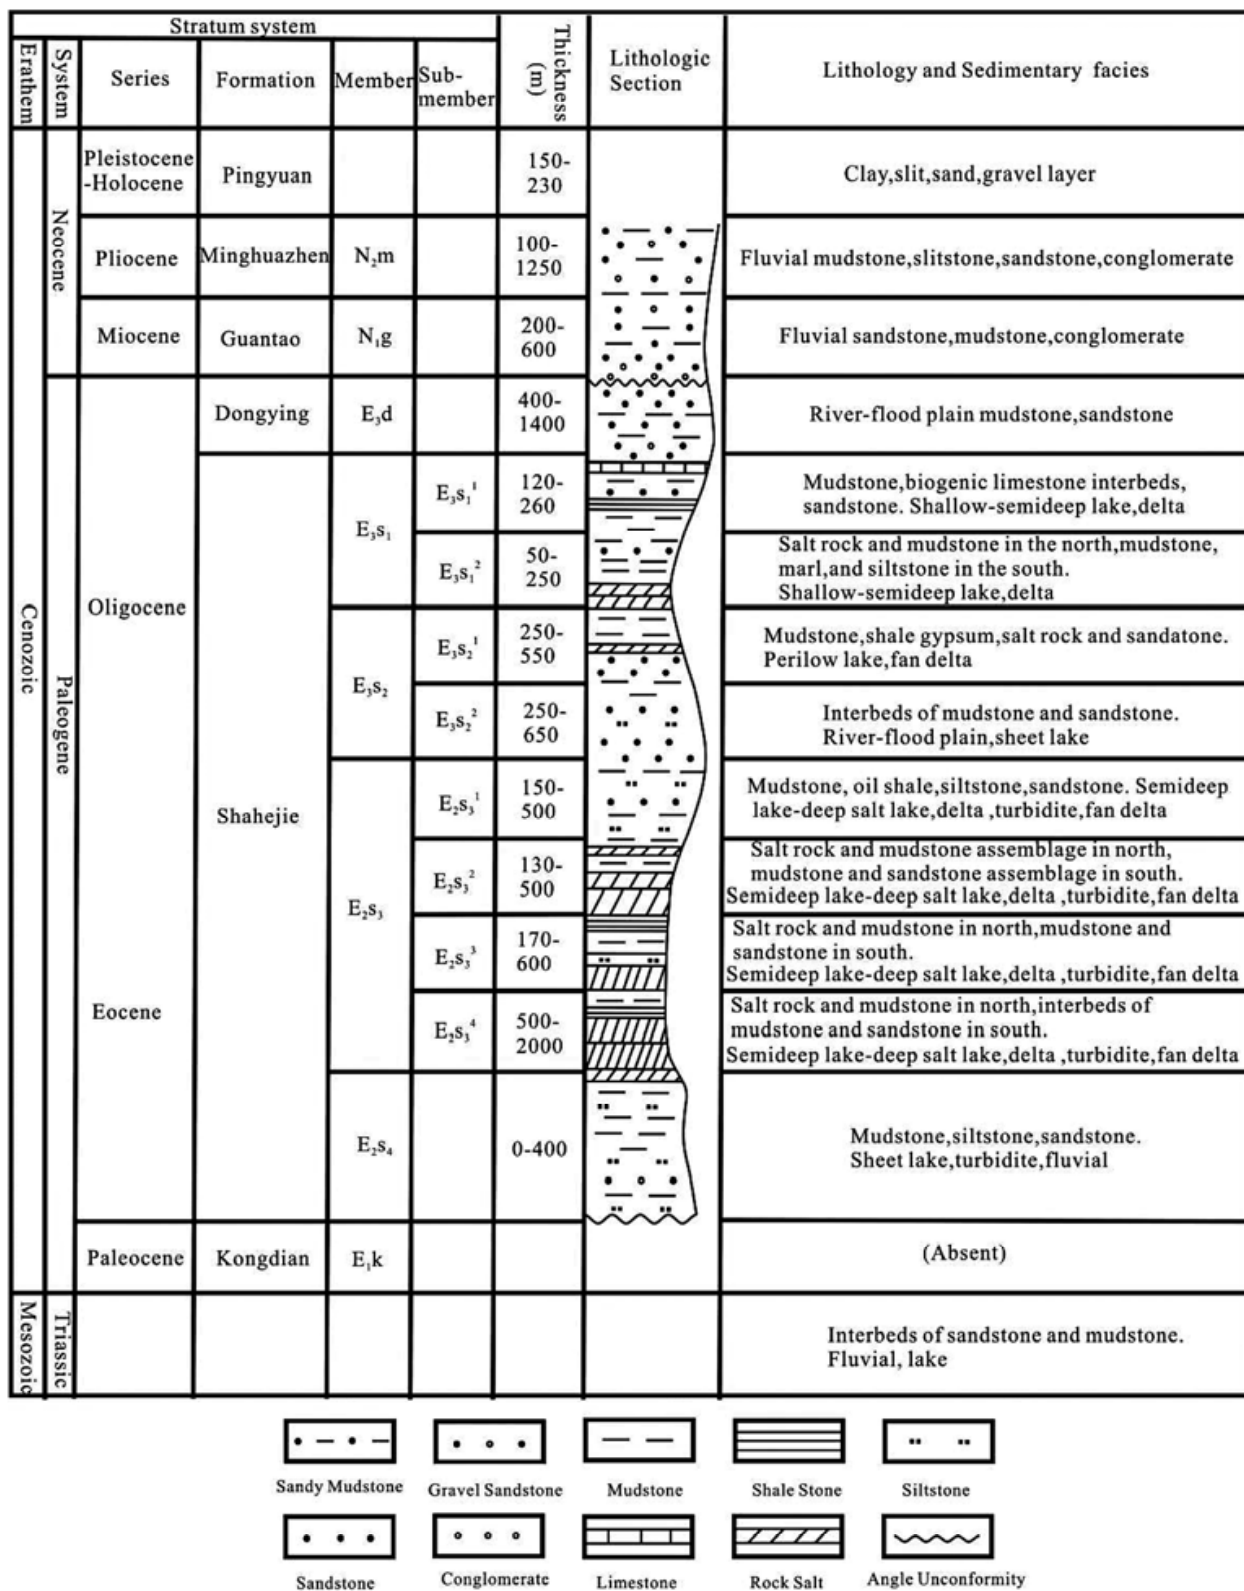 Stratum system
Erathem
System
Series
Formation
Member
Sub-
member
Thickness
(m)
Lithologic
Section
Lithology and Sedimentary facies
Cenozoic
Neocene
Pleistocene
-Holocene
Pingyuan
150-
230
Clay,slit,sand,gravel layer
Pliocene
Minghuazhen
N₂m
100-
1250
Fluvial mudstone,slitstone,sandstone,conglomerate
Miocene
Guantao
N₁g
200-
600
Fluvial sandstone,mudstone,conglomerate
Paleogene
Oligocene
Dongying
E₃d
400-
1400
River-flood plain mudstone,sandstone
Shahejie
E₃s₁
E₃s₁¹
120-
260
Mudstone,biogenic limestone interbeds,
sandstone. Shallow-semideep lake,delta
E₃s₁²
50-
250
Salt rock and mudstone in the north,mudstone,
marl,and siltstone in the south.
Shallow-semideep lake,delta
E₃s₂
E₃s₂¹
250-
550
Mudstone,shale gypsum,salt rock and sandatone.
Perilow lake,fan delta
E₃s₂²
250-
650
Interbeds of mudstone and sandstone.
River-flood plain,sheet lake
Eocene
E₂s₃
E₂s₃¹
150-
500
Mudstone, oil shale,siltstone,sandstone. Semideep
lake-deep salt lake,delta ,turbidite,fan delta
E₂s₃²
130-
500
Salt rock and mudstone assemblage in north,
mudstone and sandstone assemblage in south.
Semideep lake-deep salt lake,delta ,turbidite,fan delta
E₂s₃³
170-
600
Salt rock and mudstone in north,mudstone and
sandstone in south.
Semideep lake-deep salt lake,delta ,turbidite,fan delta
E₂s₃⁴
500-
2000
Salt rock and mudstone in north,interbeds of
mudstone and sandstone in south.
Semideep lake-deep salt lake,delta ,turbidite,fan delta
E₂s₄
0-400
Mudstone,siltstone,sandstone.
Sheet lake,turbidite,fluvial
Paleocene
Kongdian
E₁k
(Absent)
Mesozoic
Triassic
Interbeds of sandstone and mudstone.
Fluvial, lake
Sandy Mudstone
Gravel Sandstone
Mudstone
Shale Stone
Siltstone
Sandstone
Conglomerate
Limestone
Rock Salt
Angle Unconformity